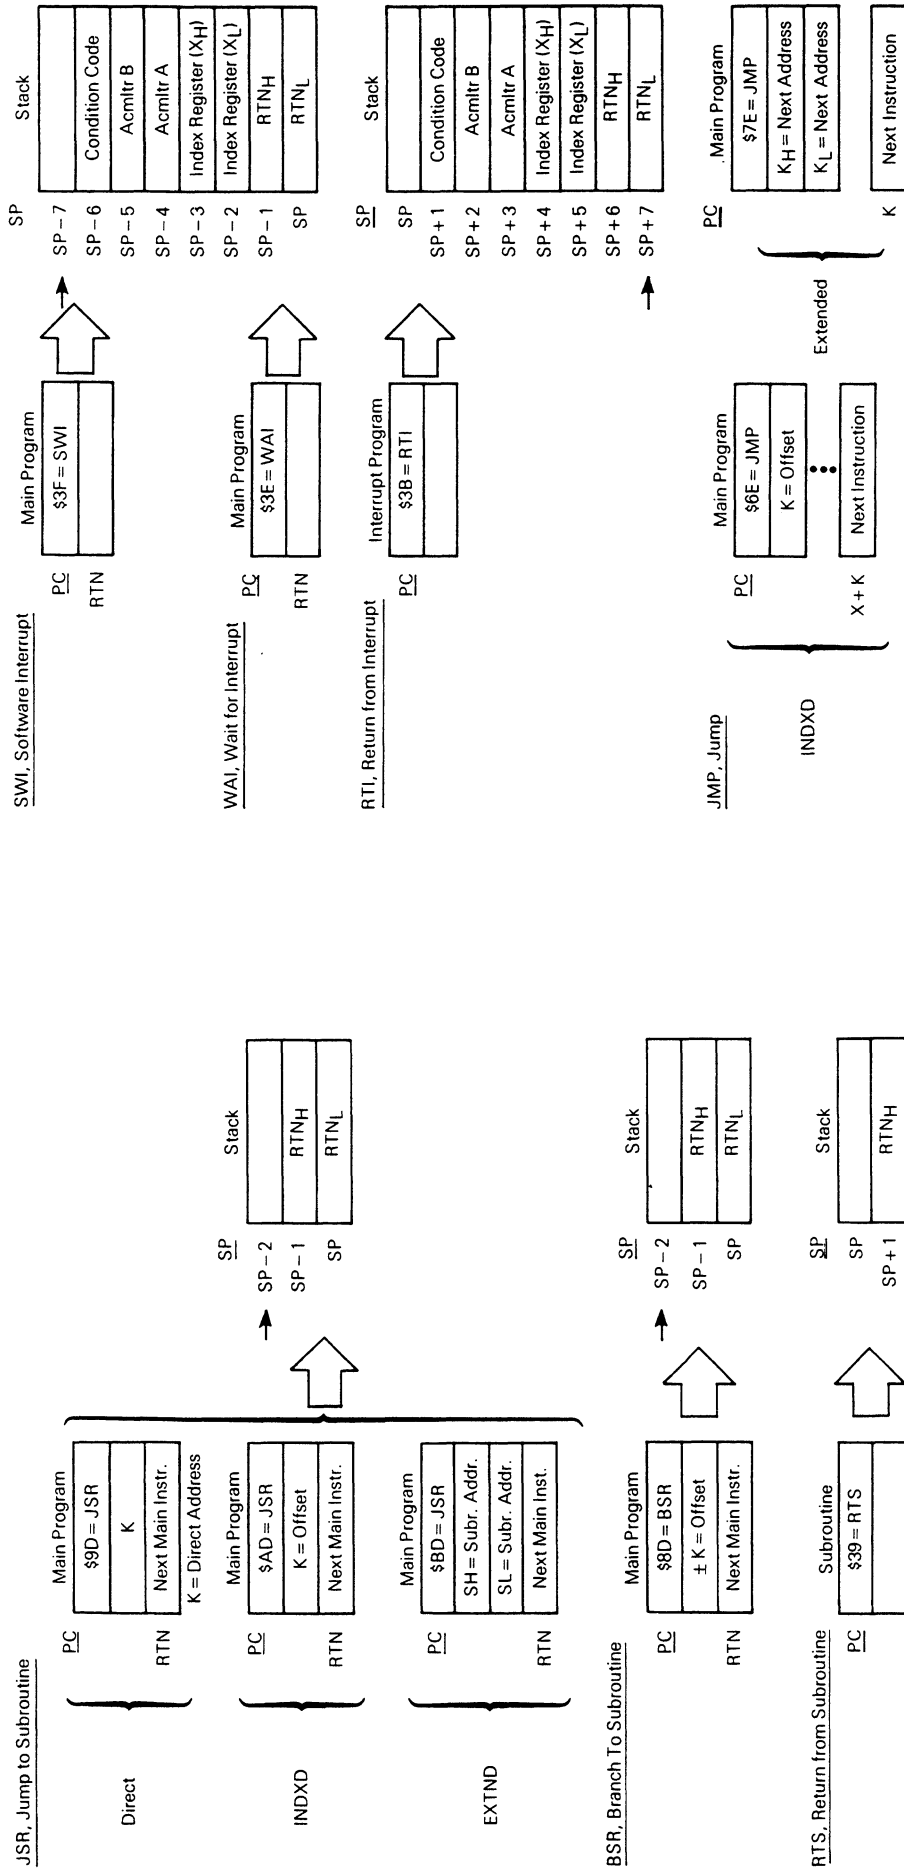 JSR, Jump to Subroutine
Direct
PC
RTN
Main Program
$9D = JSR
K
Next Main Instr.
K = Direct Address
INDXD
PC
RTN
Main Program
$AD = JSR
K = Offset
Next Main Instr.
EXTND
PC
RTN
Main Program
$BD = JSR
SH = Subr. Addr.
SL = Subr. Addr.
Next Main Inst.
SP
SP − 2
SP − 1
SP
Stack
RTNH
RTNL
BSR, Branch To Subroutine
PC
RTN
Main Program
$8D = BSR
± K = Offset
Next Main Instr.
SP
SP − 2
SP − 1
SP
Stack
RTNH
RTNL
RTS, Return from Subroutine
PC
Subroutine
$39 = RTS
SP
SP
SP + 1
Stack
RTNH
SWI, Software Interrupt
PC
RTN
Main Program
$3F = SWI
SP
SP − 7
SP − 6
SP − 5
SP − 4
SP − 3
SP − 2
SP − 1
SP
Stack
Condition Code
Acmltr B
Acmltr A
Index Register (XH)
Index Register (XL)
RTNH
RTNL
WAI, Wait for Interrupt
PC
RTN
Main Program
$3E = WAI
RTI, Return from Interrupt
PC
Interrupt Program
$3B = RTI
SP
SP
SP + 1
SP + 2
SP + 3
SP + 4
SP + 5
SP + 6
SP + 7
Stack
Condition Code
Acmltr B
Acmltr A
Index Register (XH)
Index Register (XL)
RTNH
RTNL
JMP, Jump
INDXD
PC
X + K
Main Program
$6E = JMP
K = Offset
Next Instruction
Extended
PC
K
Main Program
$7E = JMP
KH = Next Address
KL = Next Address
Next Instruction